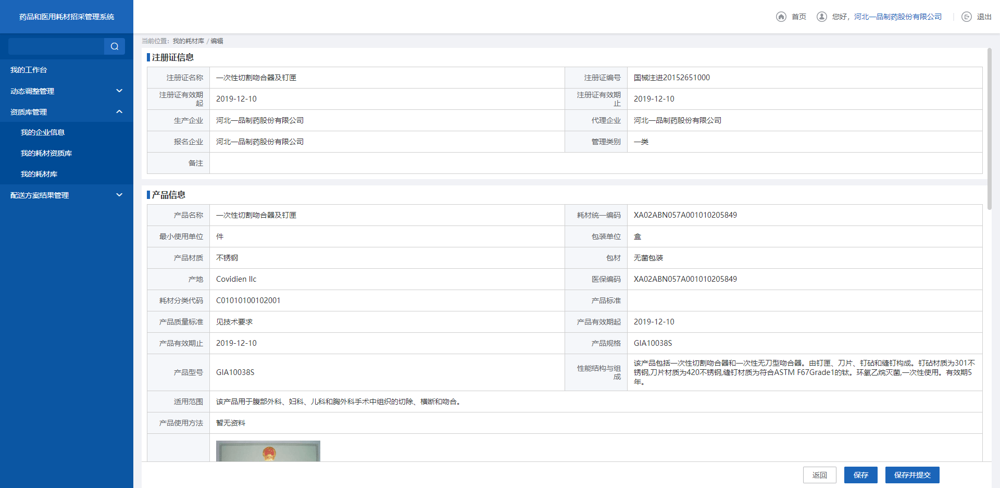 药品和医用耗材招采管理系统
首页
您好，河北一品制药股份有限公司
退出
当前位置：我的耗材库 / 编辑
我的工作台
动态调整管理
资质库管理
我的企业信息
我的耗材资质库
我的耗材库
配送方案结果管理
注册证信息
注册证名称 一次性切割吻合器及钉匣 注册证编号 国械注进20152651000
注册证有效期起 2019-12-10 注册证有效期止 2019-12-10
生产企业 河北一品制药股份有限公司 代理企业 河北一品制药股份有限公司
报名企业 河北一品制药股份有限公司 管理类别 一类
备注
产品信息
产品名称 一次性切割吻合器及钉匣 耗材统一编码 XA02ABN057A001010205849
最小使用单位 件 包装单位 盒
产品材质 不锈钢 包材 无菌包装
产地 Covidien llc 医保编码 XA02ABN057A001010205849
耗材分类代码 C01010100102001 产品标准
产品质量标准 见技术要求 产品有效期起 2019-12-10
产品有效期止 2019-12-10 产品规格 GIA10038S
产品型号 GIA10038S 性能结构与组成
该产品包括一次性切割吻合器和一次性无刀型吻合器。由钉匣、刀片、钉砧和缝钉构成。钉砧材质为301不
锈钢,刀片材质为420不锈钢,缝钉材质为符合ASTM F67Grade1的钛。环氧乙烷灭菌,一次性使用。有效期5
年。
适用范围 该产品用于腹部外科、妇科、儿科和胸外科手术中组织的切除、横断和吻合。
产品使用方法 暂无资料
返回
保存
保存并提交